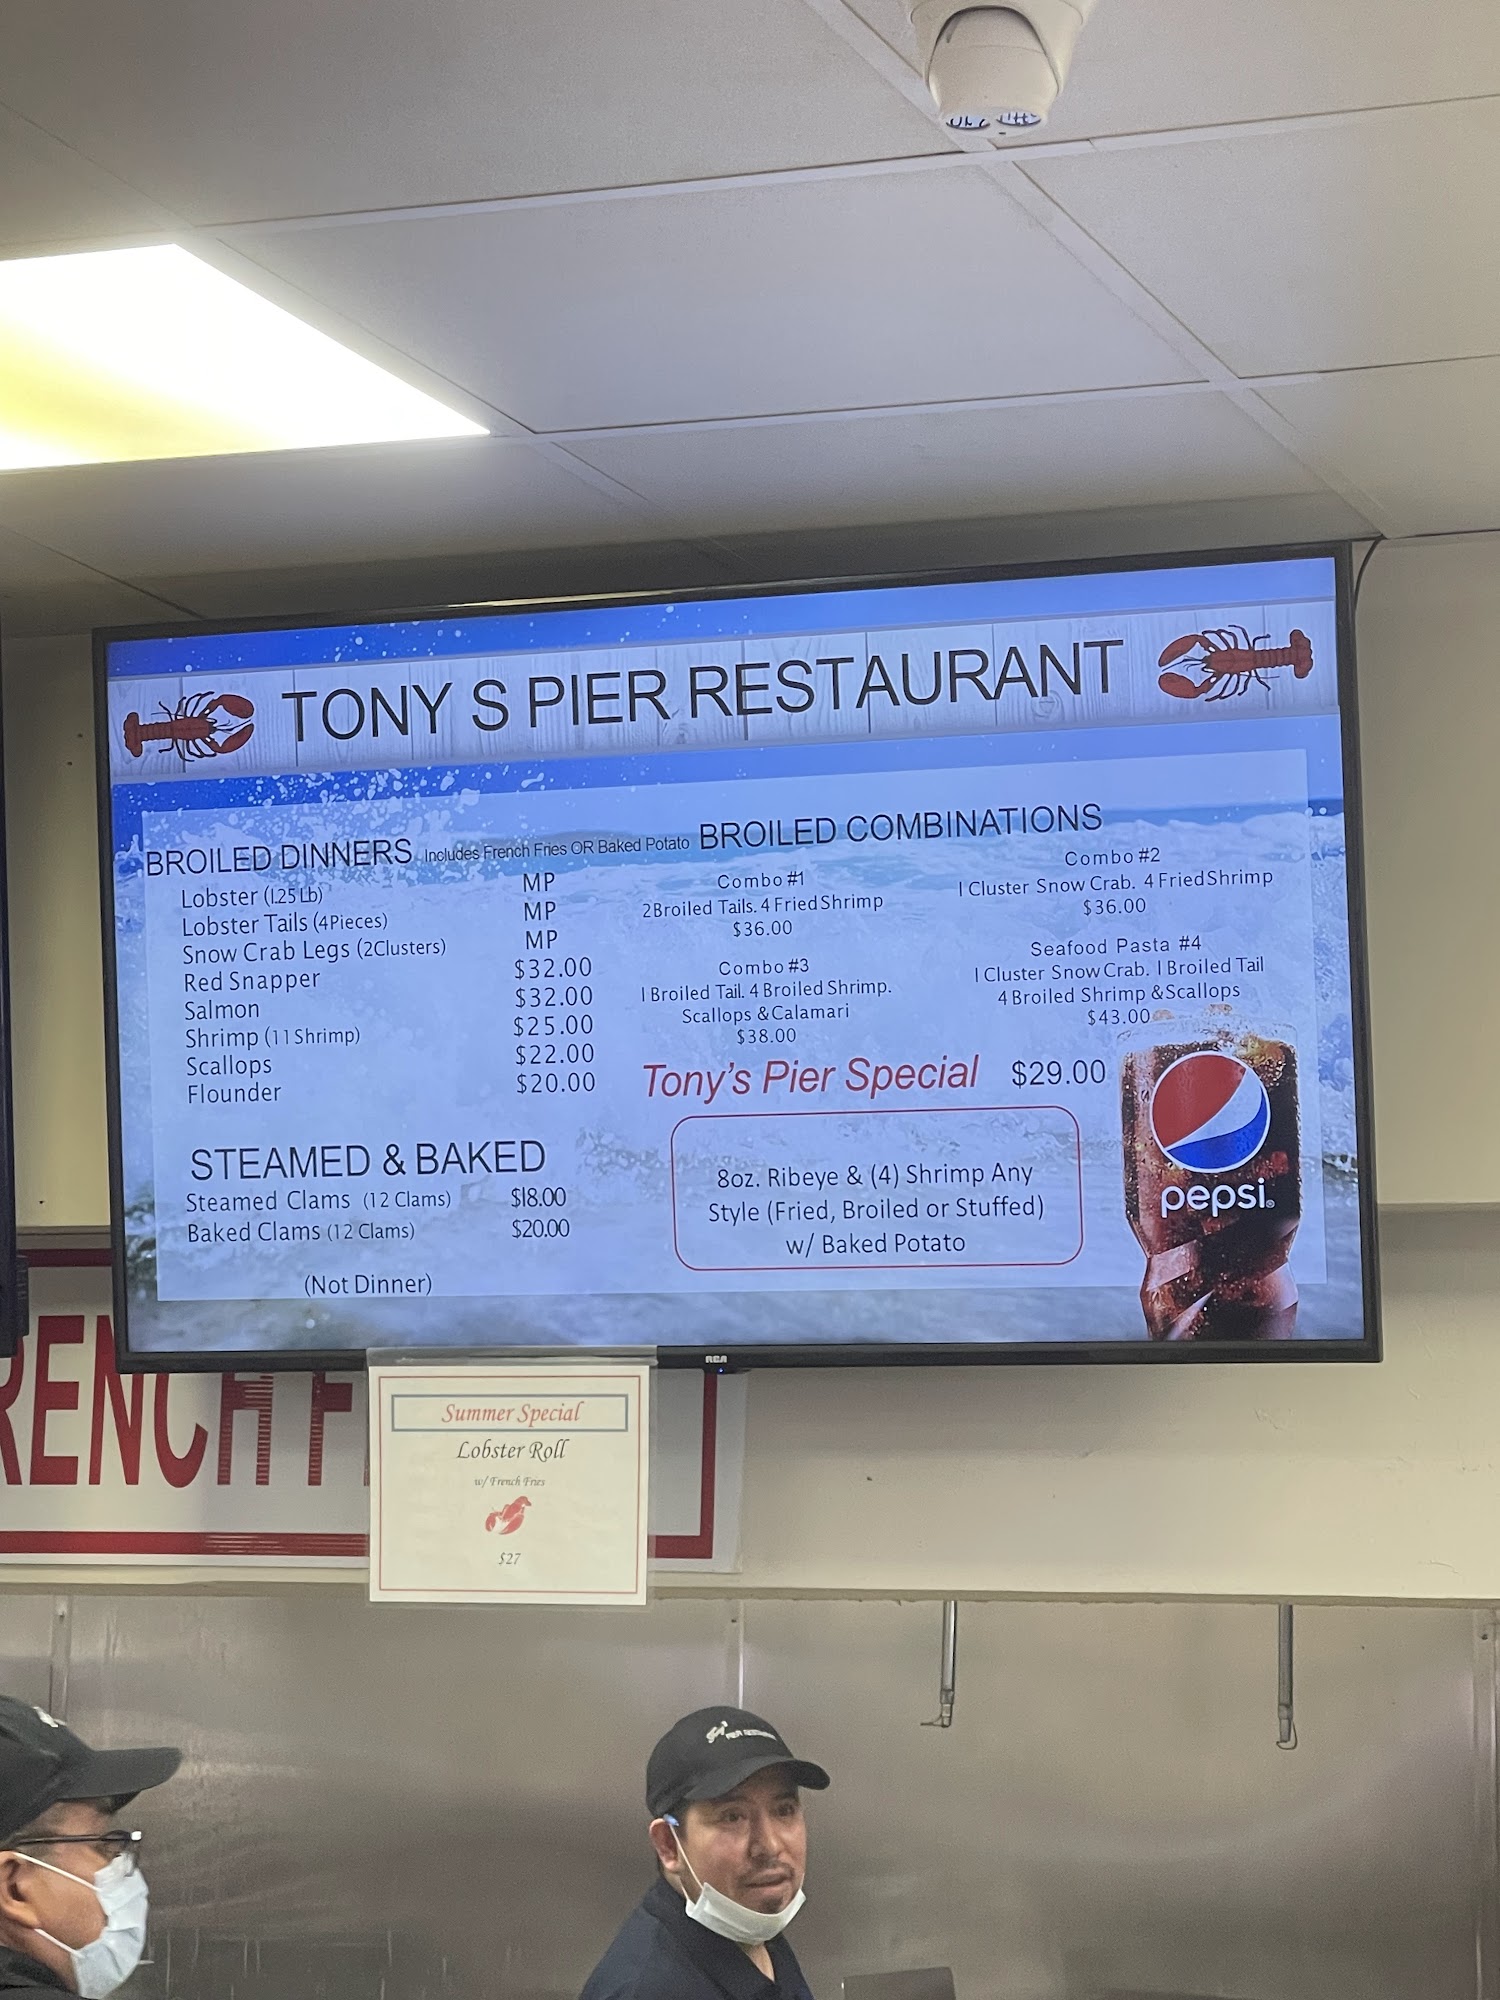 TONY S PIER RESTAURANT
BROILED DINNERS Includes French Fries OR Baked Potato
Lobster (1.25 Lb) MP
Lobster Tails (4Pieces) MP
Snow Crab Legs (2Clusters) MP
Red Snapper $32.00
Salmon $32.00
Shrimp (11 Shrimp) $25.00
Scallops $22.00
Flounder $20.00
STEAMED & BAKED
Steamed Clams (12 Clams) $18.00
Baked Clams (12 Clams) $20.00
(Not Dinner)
BROILED COMBINATIONS
Combo #1
2Broiled Tails. 4 Fried Shrimp
$36.00
Combo #2
1 Cluster Snow Crab. 4 Fried Shrimp
$36.00
Combo #3
1 Broiled Tail. 4 Broiled Shrimp.
Scallops & Calamari
$38.00
Seafood Pasta #4
1 Cluster Snow Crab. 1 Broiled Tail
4 Broiled Shrimp & Scallops
$43.00
Tony's Pier Special $29.00
8oz. Ribeye & (4) Shrimp Any
Style (Fried, Broiled or Stuffed)
w/ Baked Potato
pepsi
RCA
RENCH F
Summer Special
Lobster Roll
w/ French Fries
$27